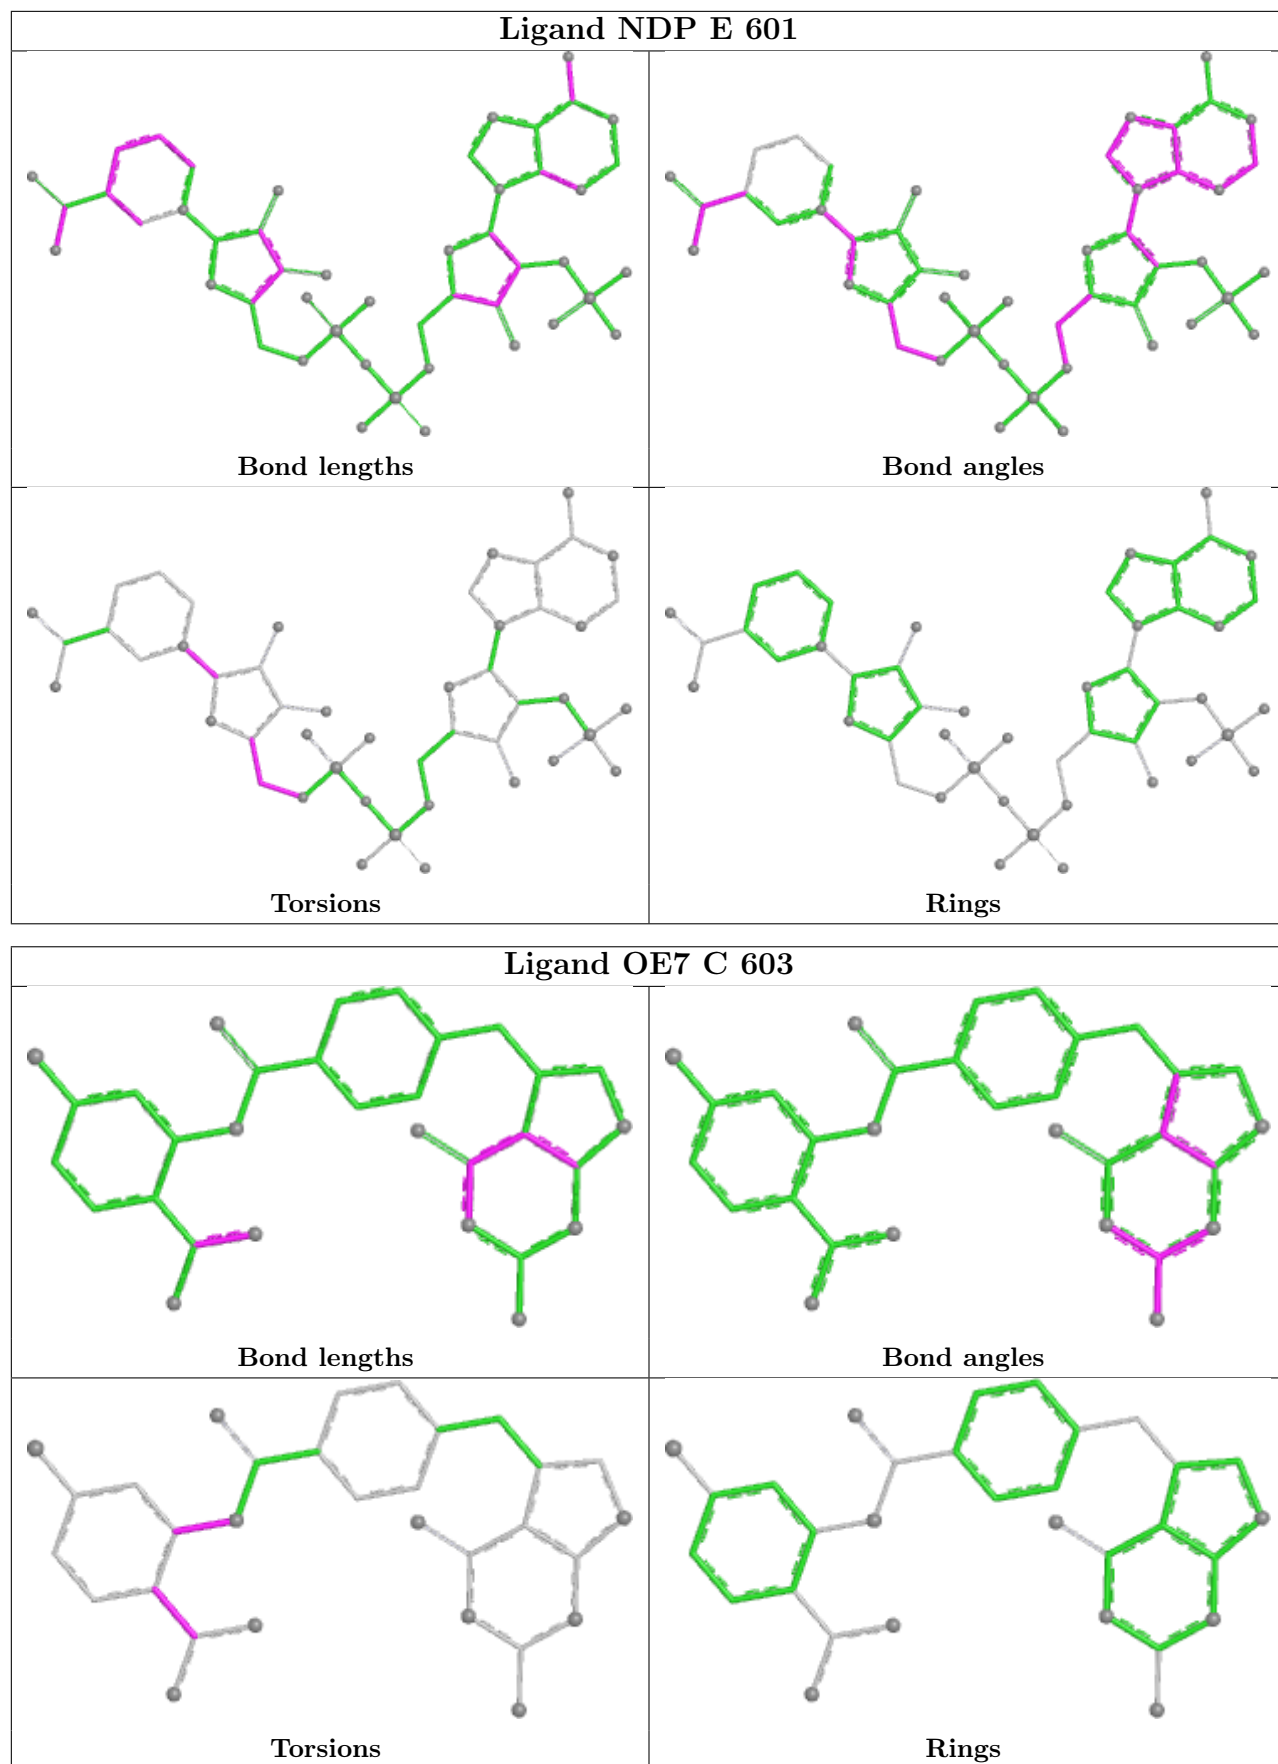 Ligand NDP E 601
Bond lengths
Bond angles
Torsions
Rings
Ligand OE7 C 603
Bond lengths
Bond angles
Torsions
Rings